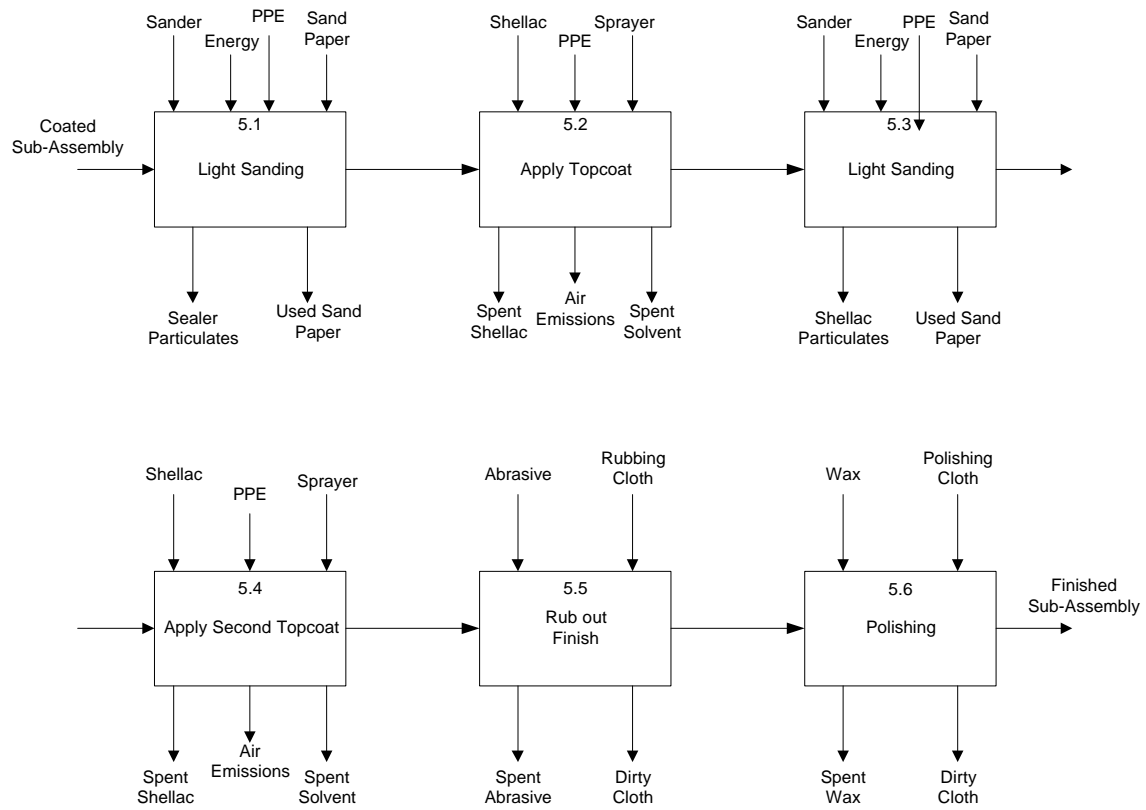 Sander
Energy
PPE
Sand
Paper
Shellac
PPE
Sprayer
Sander
Energy
PPE
Sand
Paper
Coated
Sub-Assembly
5.1
Light Sanding
5.2
Apply Topcoat
5.3
Light Sanding
Sealer
Particulates
Used Sand
Paper
Spent
Shellac
Air
Emissions
Spent
Solvent
Shellac
Particulates
Used Sand
Paper
Shellac
PPE
Sprayer
Abrasive
Rubbing
Cloth
Wax
Polishing
Cloth
5.4
Apply Second Topcoat
5.5
Rub out
Finish
5.6
Polishing
Finished
Sub-Assembly
Spent
Shellac
Air
Emissions
Spent
Solvent
Spent
Abrasive
Dirty
Cloth
Spent
Wax
Dirty
Cloth